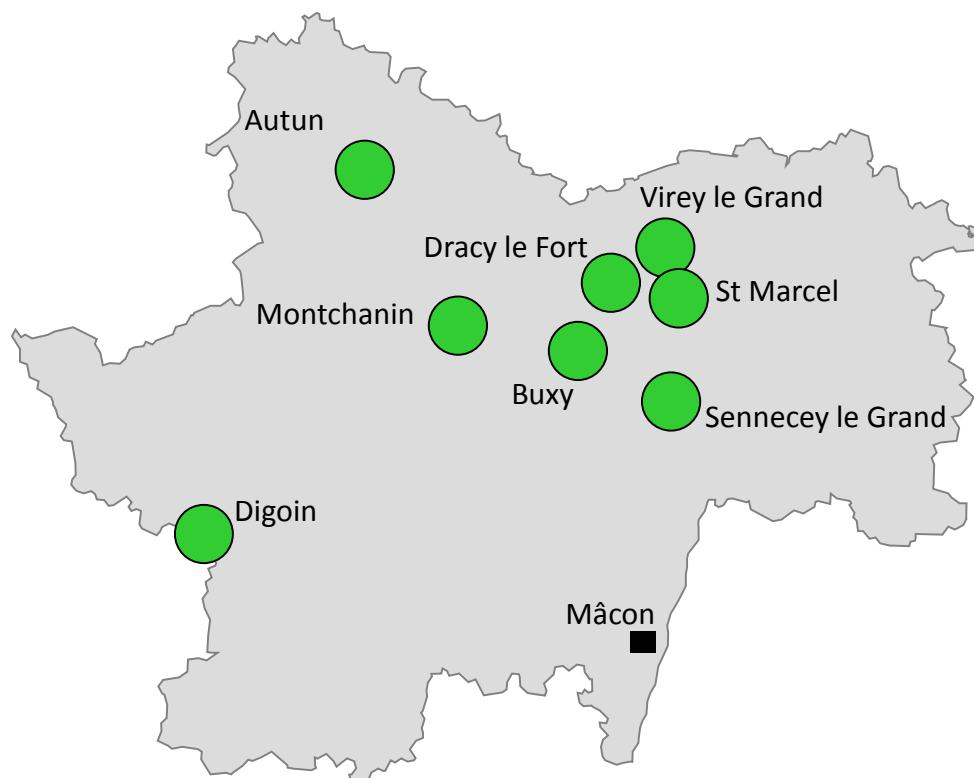 Autun
Virey le Grand
Dracy le Fort
St Marcel
Montchanin
Buxy
Sennecey le Grand
Digoin
Mâcon